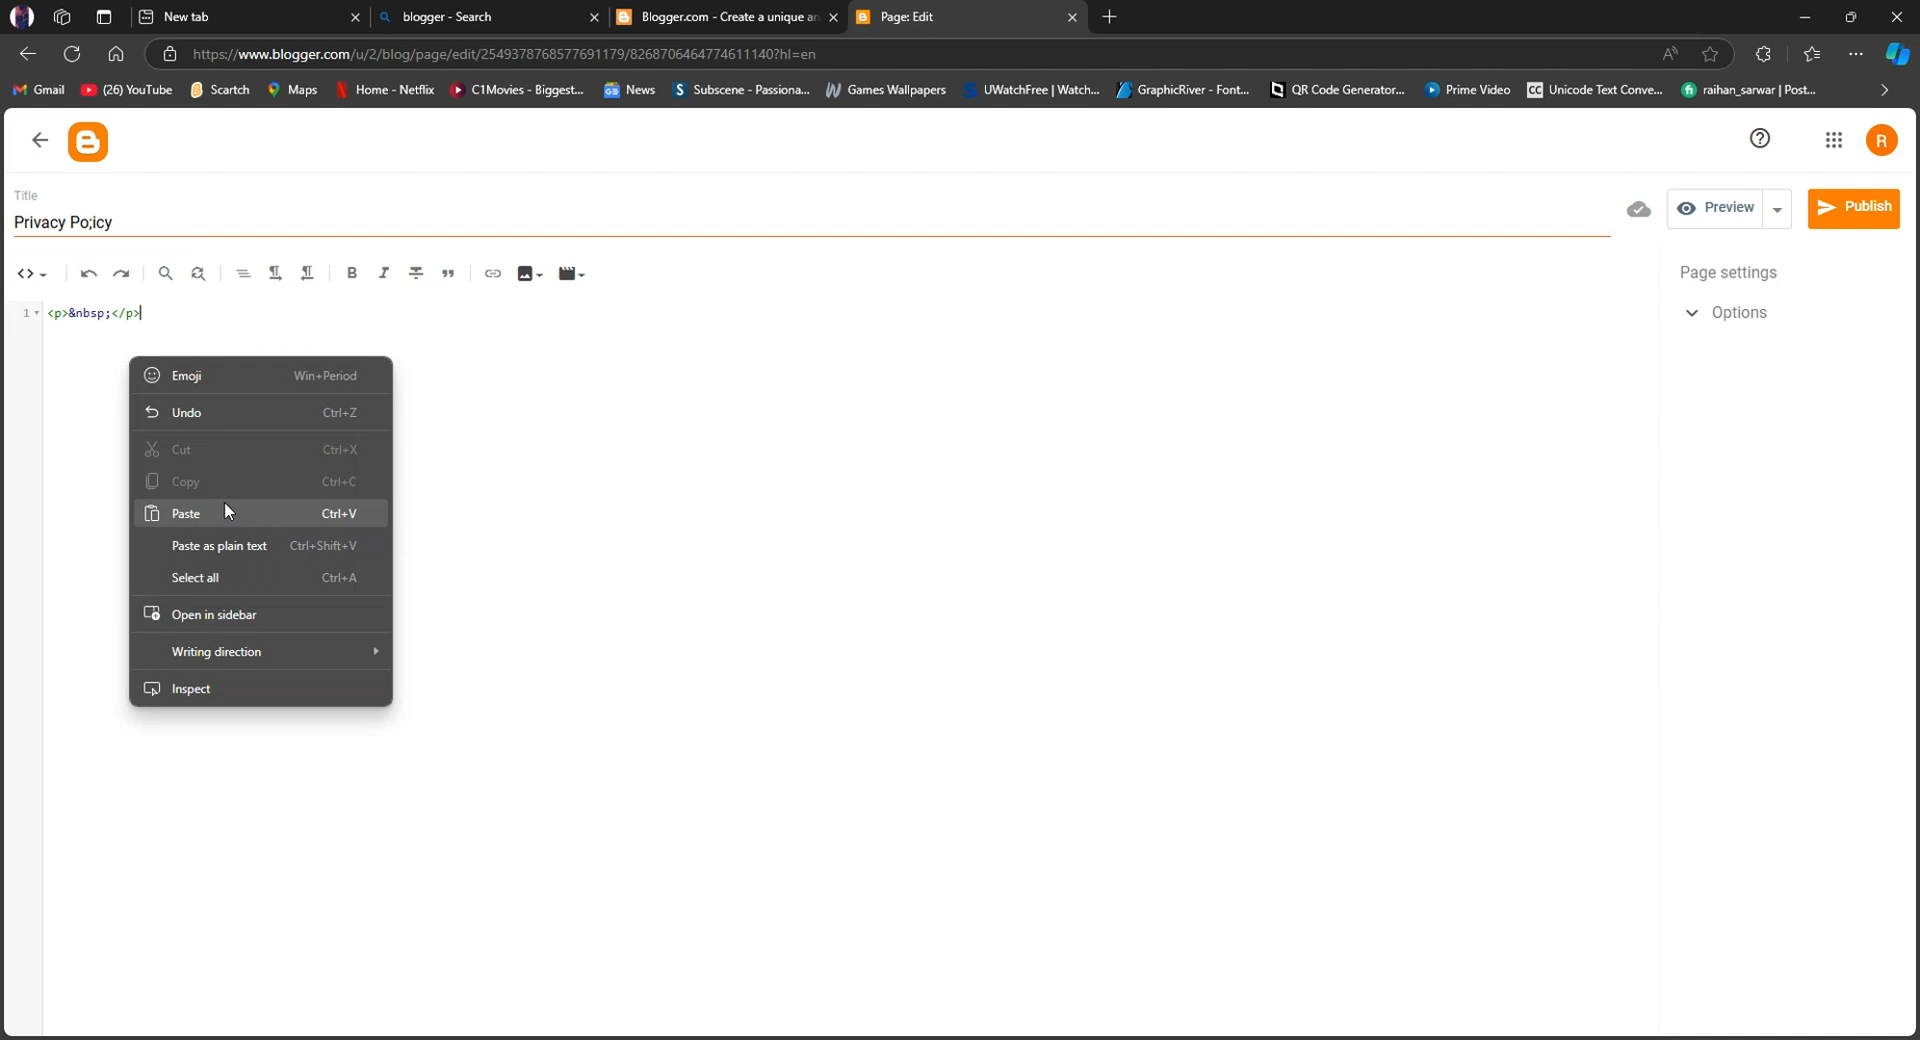 New tab
blogger - Search
Blogger.com - Create a unique an
Page: Edit
https://www.blogger.com/u/2/blog/page/edit/2549378768577691179/8268706464774611140?hl=en
Gmail
(26) YouTube
Scartch
Maps
Home - Netflix
C1Movies - Biggest...
News
Subscene - Passiona...
Games Wallpapers
UWatchFree | Watch...
GraphicRiver - Font...
QR Code Generator...
Prime Video
Unicode Text Conve...
raihan_sarwar | Post...
R
Title
Privacy Po;icy
Preview
Publish
Page settings
Options
1 <p>&nbsp;</p>
Emoji Win+Period
Undo Ctrl+Z
Cut Ctrl+X
Copy Ctrl+C
Paste Ctrl+V
Paste as plain text Ctrl+Shift+V
Select all Ctrl+A
Open in sidebar
Writing direction
Inspect